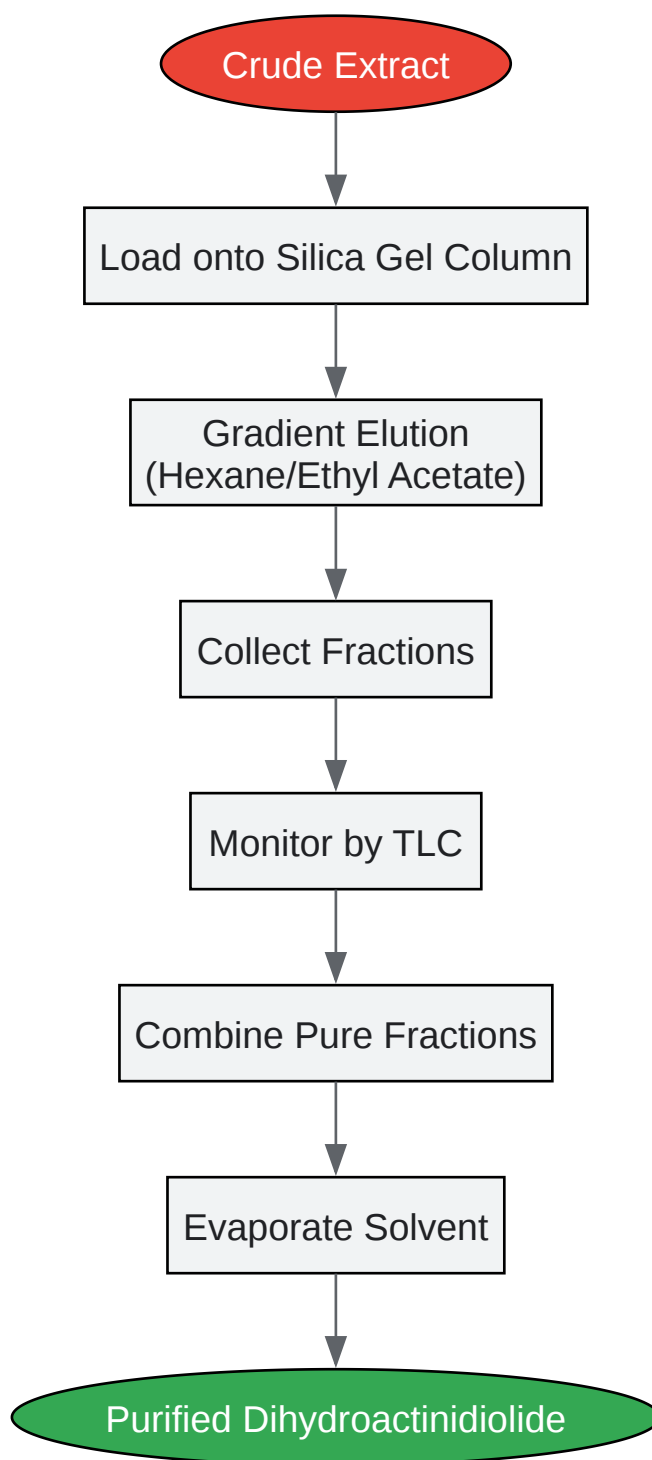 Crude Extract
Load onto Silica Gel Column
Gradient Elution
(Hexane/Ethyl Acetate)
Collect Fractions
Monitor by TLC
Combine Pure Fractions
Evaporate Solvent
Purified Dihydroactinidiolide